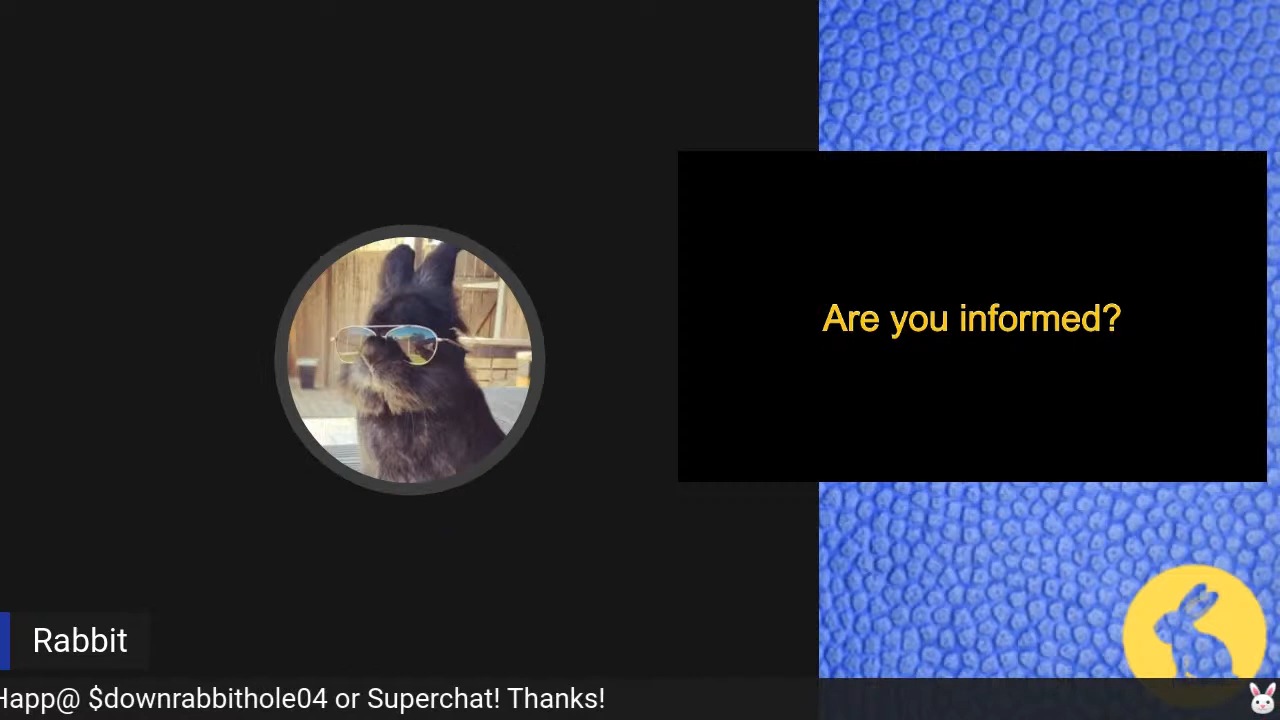 Are you informed?
Rabbit
Happ@ $downrabbithole04 or Superchat! Thanks!